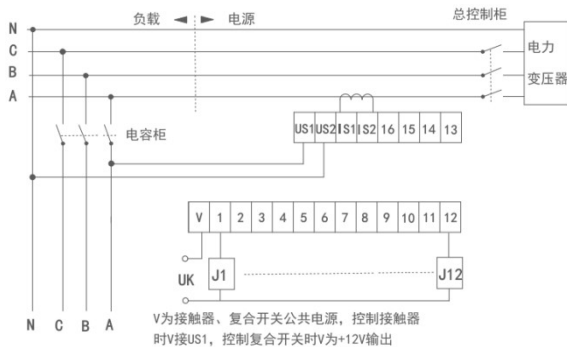 N 负载 电源 总控制柜
C 电力
B 变压器
A
电容柜
US1 US2 IS1 IS2 16 15 14 13
V 1 2 3 4 5 6 7 8 9 10 11 12
UK J1 J12
N C B A
V为接触器、复合开关公共电源，控制接触器
时V接US1，控制复合开关时V为+12V输出